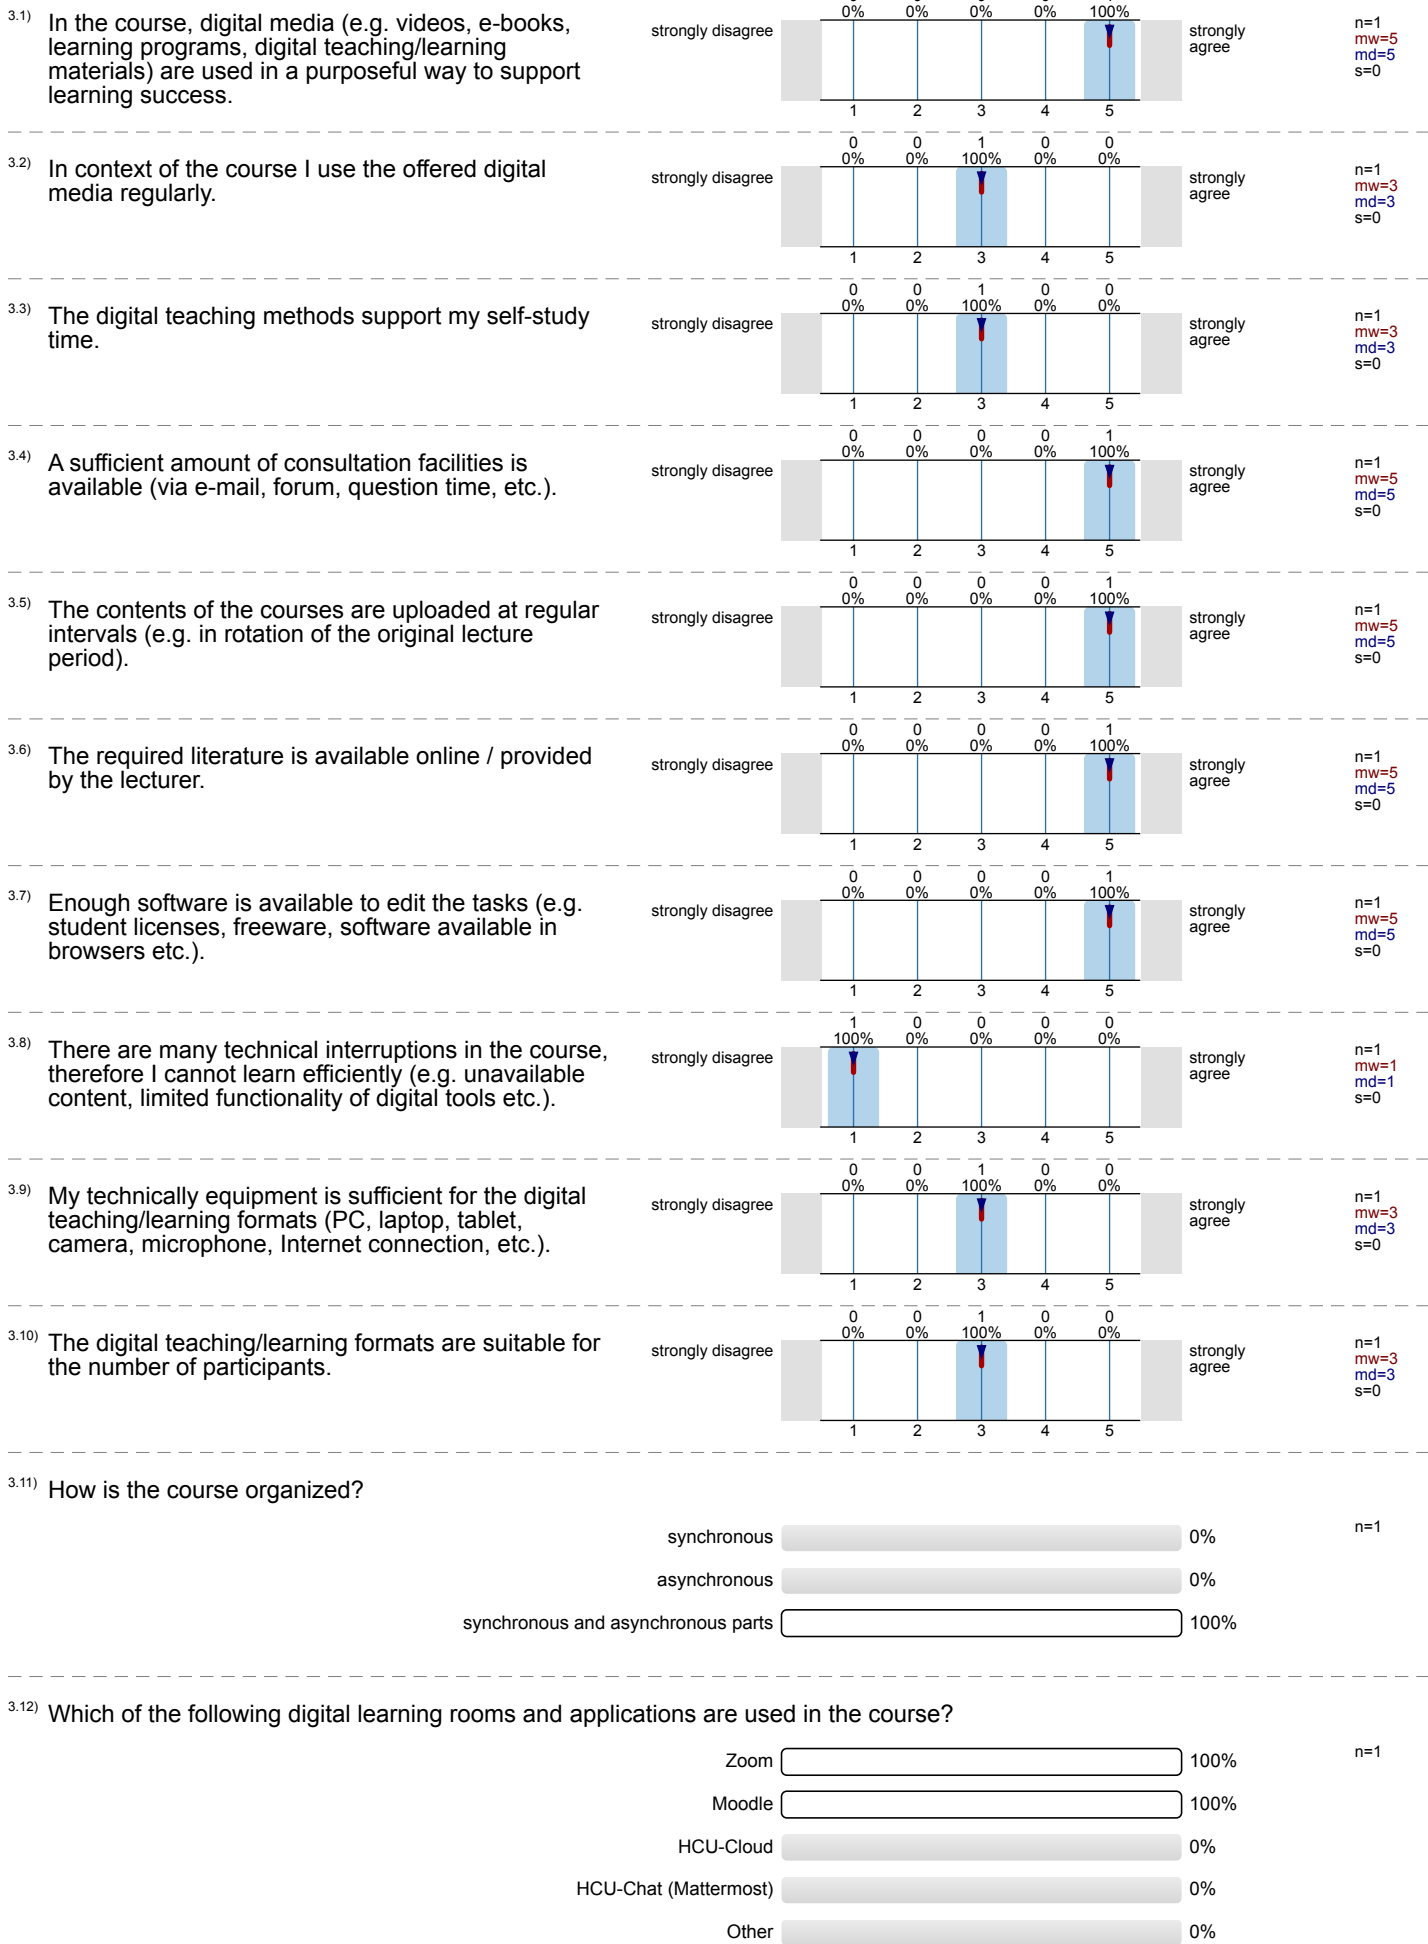 3.1) In the course, digital media (e.g. videos, e-books,
learning programs, digital teaching/learning
materials) are used in a purposeful way to support
learning success.
strongly disagree
0% 0% 0% 0% 100%
1 2 3 4 5
strongly
agree
n=1
mw=5
md=5
s=0
3.2) In context of the course I use the offered digital
media regularly.
strongly disagree
0 0 1 0 0
0% 0% 100% 0% 0%
1 2 3 4 5
strongly
agree
n=1
mw=3
md=3
s=0
3.3) The digital teaching methods support my self-study
time.
strongly disagree
0 0 1 0 0
0% 0% 100% 0% 0%
1 2 3 4 5
strongly
agree
n=1
mw=3
md=3
s=0
3.4) A sufficient amount of consultation facilities is
available (via e-mail, forum, question time, etc.).
strongly disagree
0 0 0 0 1
0% 0% 0% 0% 100%
1 2 3 4 5
strongly
agree
n=1
mw=5
md=5
s=0
3.5) The contents of the courses are uploaded at regular
intervals (e.g. in rotation of the original lecture
period).
strongly disagree
0 0 0 0 1
0% 0% 0% 0% 100%
1 2 3 4 5
strongly
agree
n=1
mw=5
md=5
s=0
3.6) The required literature is available online / provided
by the lecturer.
strongly disagree
0 0 0 0 1
0% 0% 0% 0% 100%
1 2 3 4 5
strongly
agree
n=1
mw=5
md=5
s=0
3.7) Enough software is available to edit the tasks (e.g.
student licenses, freeware, software available in
browsers etc.).
strongly disagree
0 0 0 0 1
0% 0% 0% 0% 100%
1 2 3 4 5
strongly
agree
n=1
mw=5
md=5
s=0
3.8) There are many technical interruptions in the course,
therefore I cannot learn efficiently (e.g. unavailable
content, limited functionality of digital tools etc.).
strongly disagree
1 0 0 0 0
100% 0% 0% 0% 0%
1 2 3 4 5
strongly
agree
n=1
mw=1
md=1
s=0
3.9) My technically equipment is sufficient for the digital
teaching/learning formats (PC, laptop, tablet,
camera, microphone, Internet connection, etc.).
strongly disagree
0 0 1 0 0
0% 0% 100% 0% 0%
1 2 3 4 5
strongly
agree
n=1
mw=3
md=3
s=0
3.10) The digital teaching/learning formats are suitable for
the number of participants.
strongly disagree
0 0 1 0 0
0% 0% 100% 0% 0%
1 2 3 4 5
strongly
agree
n=1
mw=3
md=3
s=0
3.11) How is the course organized?
n=1
synchronous 0%
asynchronous 0%
synchronous and asynchronous parts 100%
3.12) Which of the following digital learning rooms and applications are used in the course?
n=1
Zoom 100%
Moodle 100%
HCU-Cloud 0%
HCU-Chat (Mattermost) 0%
Other 0%